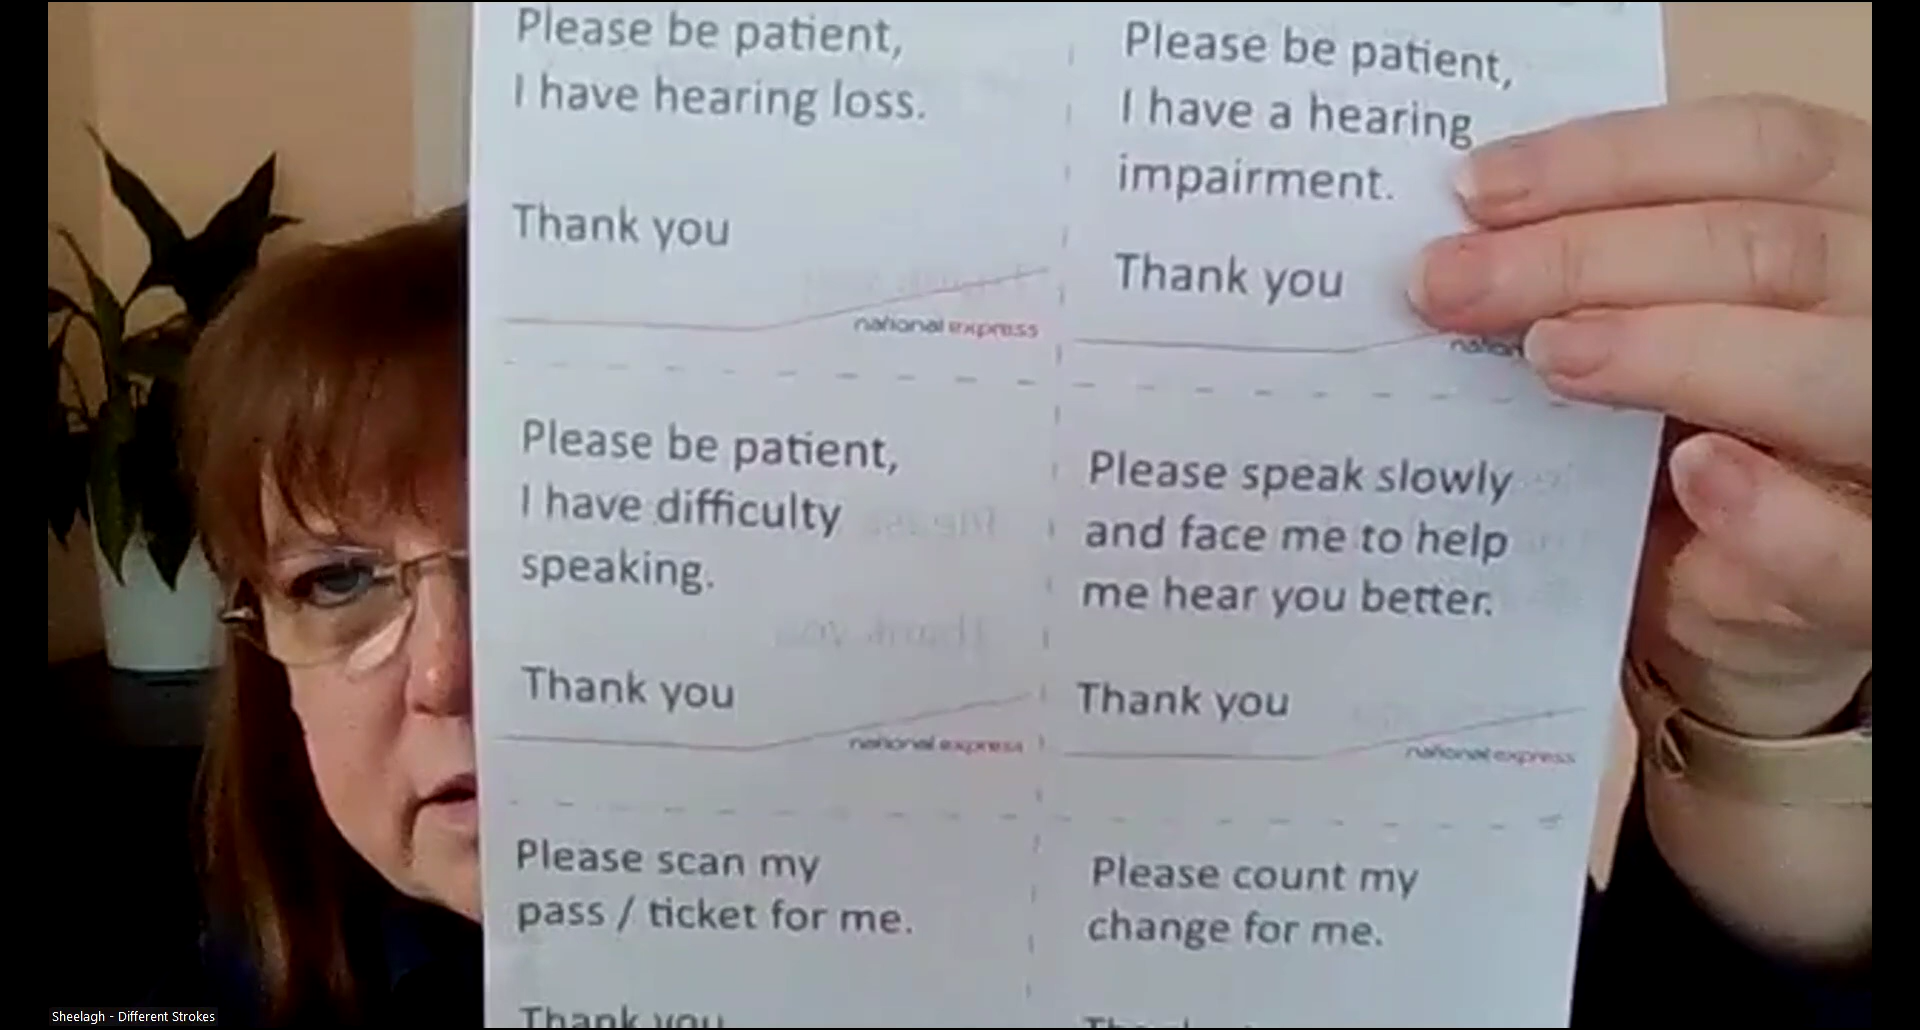 Please be patient,
I have hearing loss.
Thank you
national express
Please be patient,
I have a hearing
impairment.
Thank you
Please be patient,
I have difficulty
speaking.
Thank you
national express
Please speak slowly
and face me to help
me hear you better.
Thank you
national express
Please scan my
pass / ticket for me.
Thank you
Please count my
change for me.
Sheelagh - Different Strokes